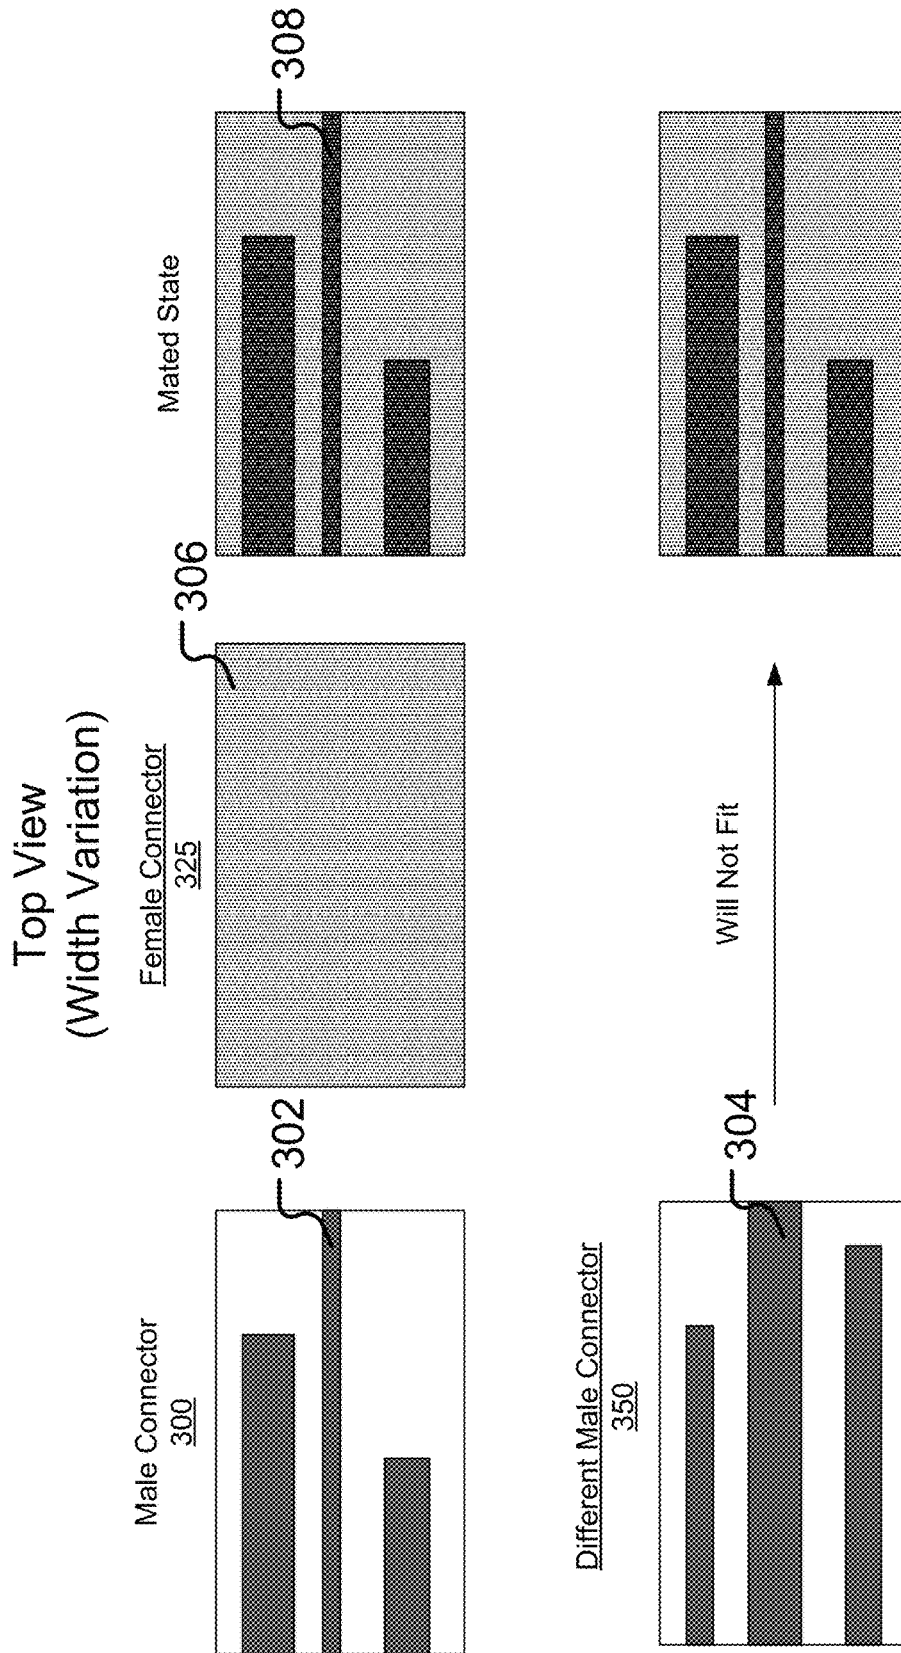 Top View
(Width Variation)
Male Connector
300
Female Connector
325
Mated State
302
306
308
Different Male Connector
350
304
Will Not Fit